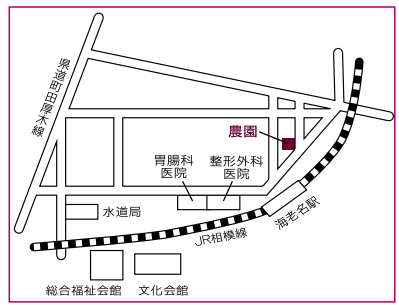 県道町田厚木線
農園
胃腸科
医院
整形外科
医院
水道局
海老名駅
JR相模線
総合福祉会館
文化会館